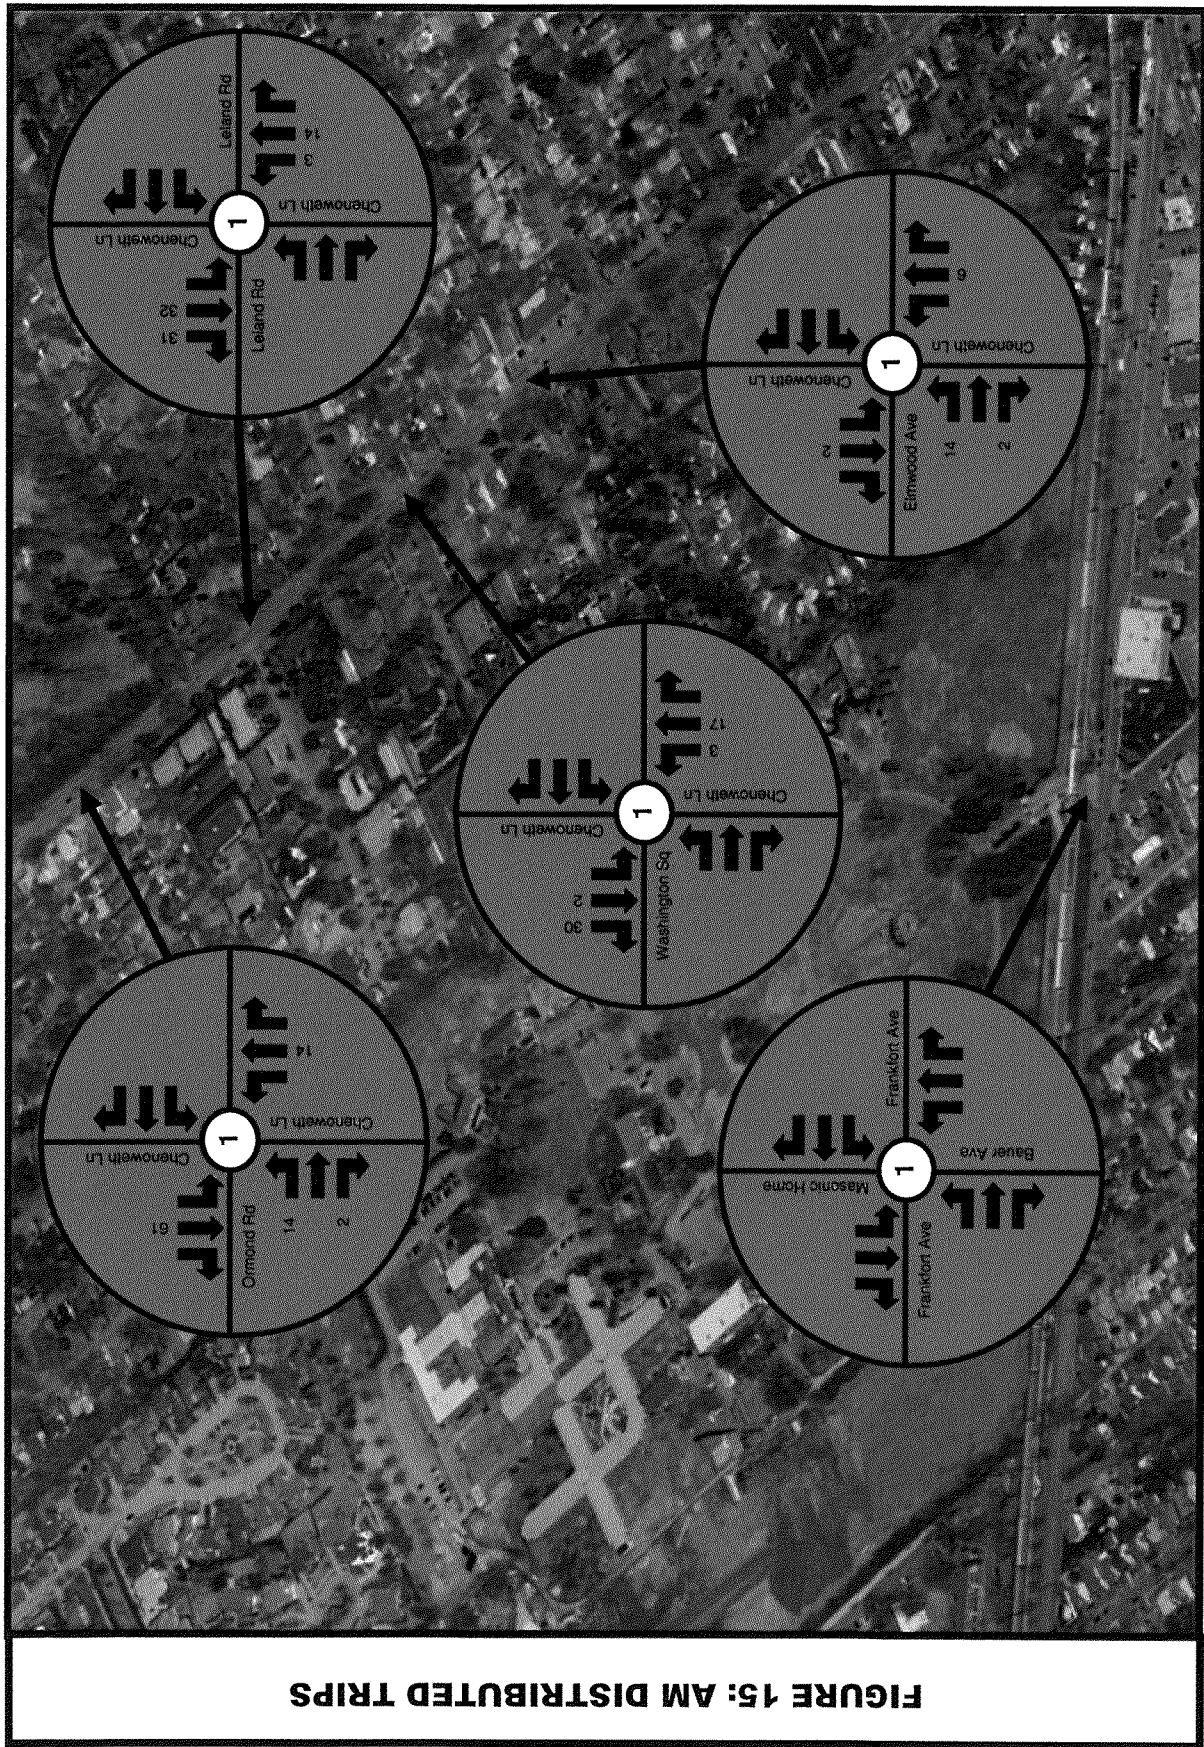 FIGURE 15: AM DISTRIBUTED TRIPS
Ormond Rd
Chenoweth Ln
Chenoweth Ln
1
61
14
14
2
Leland Rd
Leland Rd
Chenoweth Ln
Chenoweth Ln
1
31
32
3
14
Washington Sq
Chenoweth Ln
Chenoweth Ln
1
30
2
3
17
Frankfort Ave
Frankfort Ave
Masonic Home
Bauer Ave
1
Elmwood Ave
Chenoweth Ln
Chenoweth Ln
1
2
6
14
2